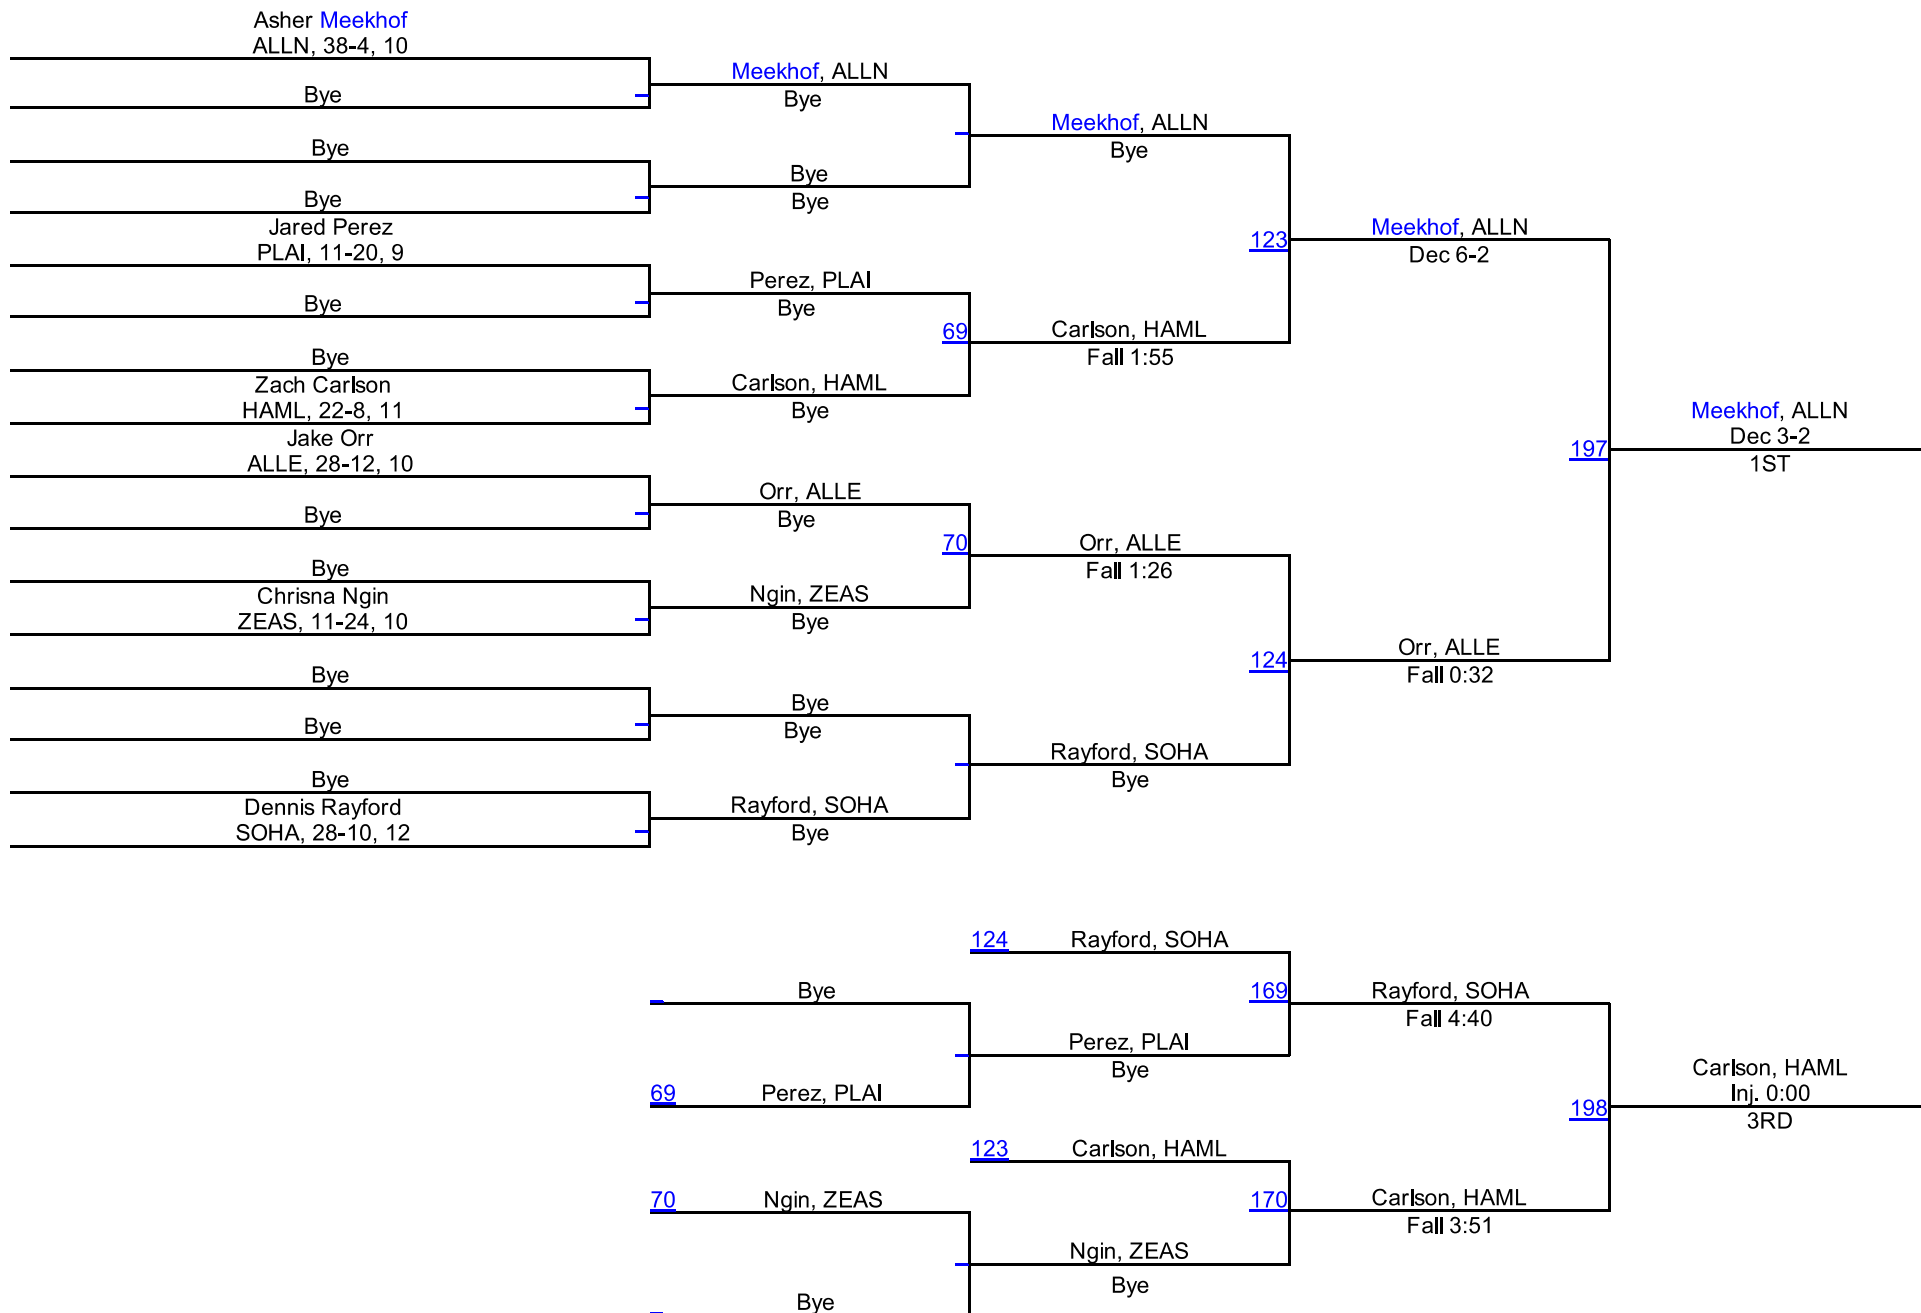 Asher Meekhof
ALLN, 38-4, 10
Bye
Bye
Bye
Jared Perez
PLAI, 11-20, 9
Bye
Bye
Zach Carlson
HAML, 22-8, 11
Jake Orr
ALLE, 28-12, 10
Bye
Bye
Chrisna Ngin
ZEAS, 11-24, 10
Bye
Bye
Bye
Dennis Rayford
SOHA, 28-10, 12
Meekhof, ALLN
Bye
Bye
Bye
Perez, PLAI
Bye
Carlson, HAML
Bye
Orr, ALLE
Bye
Ngin, ZEAS
Bye
Bye
Bye
Rayford, SOHA
Bye
Meekhof, ALLN
Bye
69
Carlson, HAML
Fall 1:55
70
Orr, ALLE
Fall 1:26
Rayford, SOHA
Bye
123
Meekhof, ALLN
Dec 6-2
124
Orr, ALLE
Fall 0:32
197
Meekhof, ALLN
Dec 3-2
1ST
Bye
69
Perez, PLAI
70
Ngin, ZEAS
Bye
124
Rayford, SOHA
Perez, PLAI
Bye
123
Carlson, HAML
Ngin, ZEAS
Bye
169
Rayford, SOHA
Fall 4:40
170
Carlson, HAML
Fall 3:51
198
Carlson, HAML
Inj. 0:00
3RD